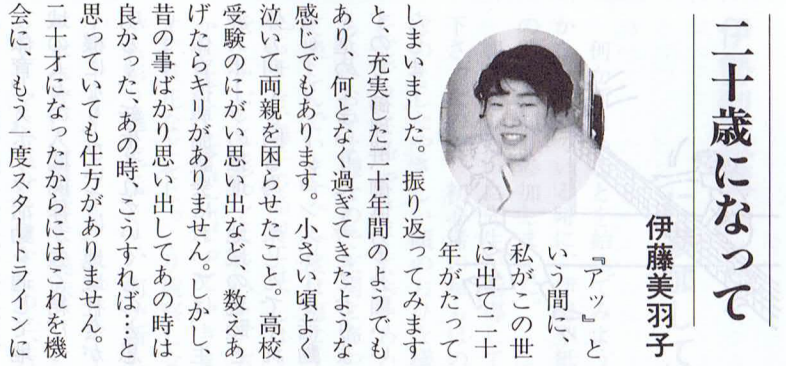 二十歳になって
伊藤美羽子
『アッ』と
いう間に、
私がこの世
に出て二十
年がたって
しまいました。振り返ってみます
と、充実した二十年間のようでも
あり、何となく過ぎてきたような
感じでもあります。小さい頃よく
泣いて両親を困らせたこと。高校
受験のにがい思い出など、数えあ
げたらキリがありません。しかし、
昔の事ばかり思い出してあの時は
良かった、あの時、こうすれば…と
思っていても仕方がありません。
二十才になったからにはこれを機
会に、もう一度スタートラインに